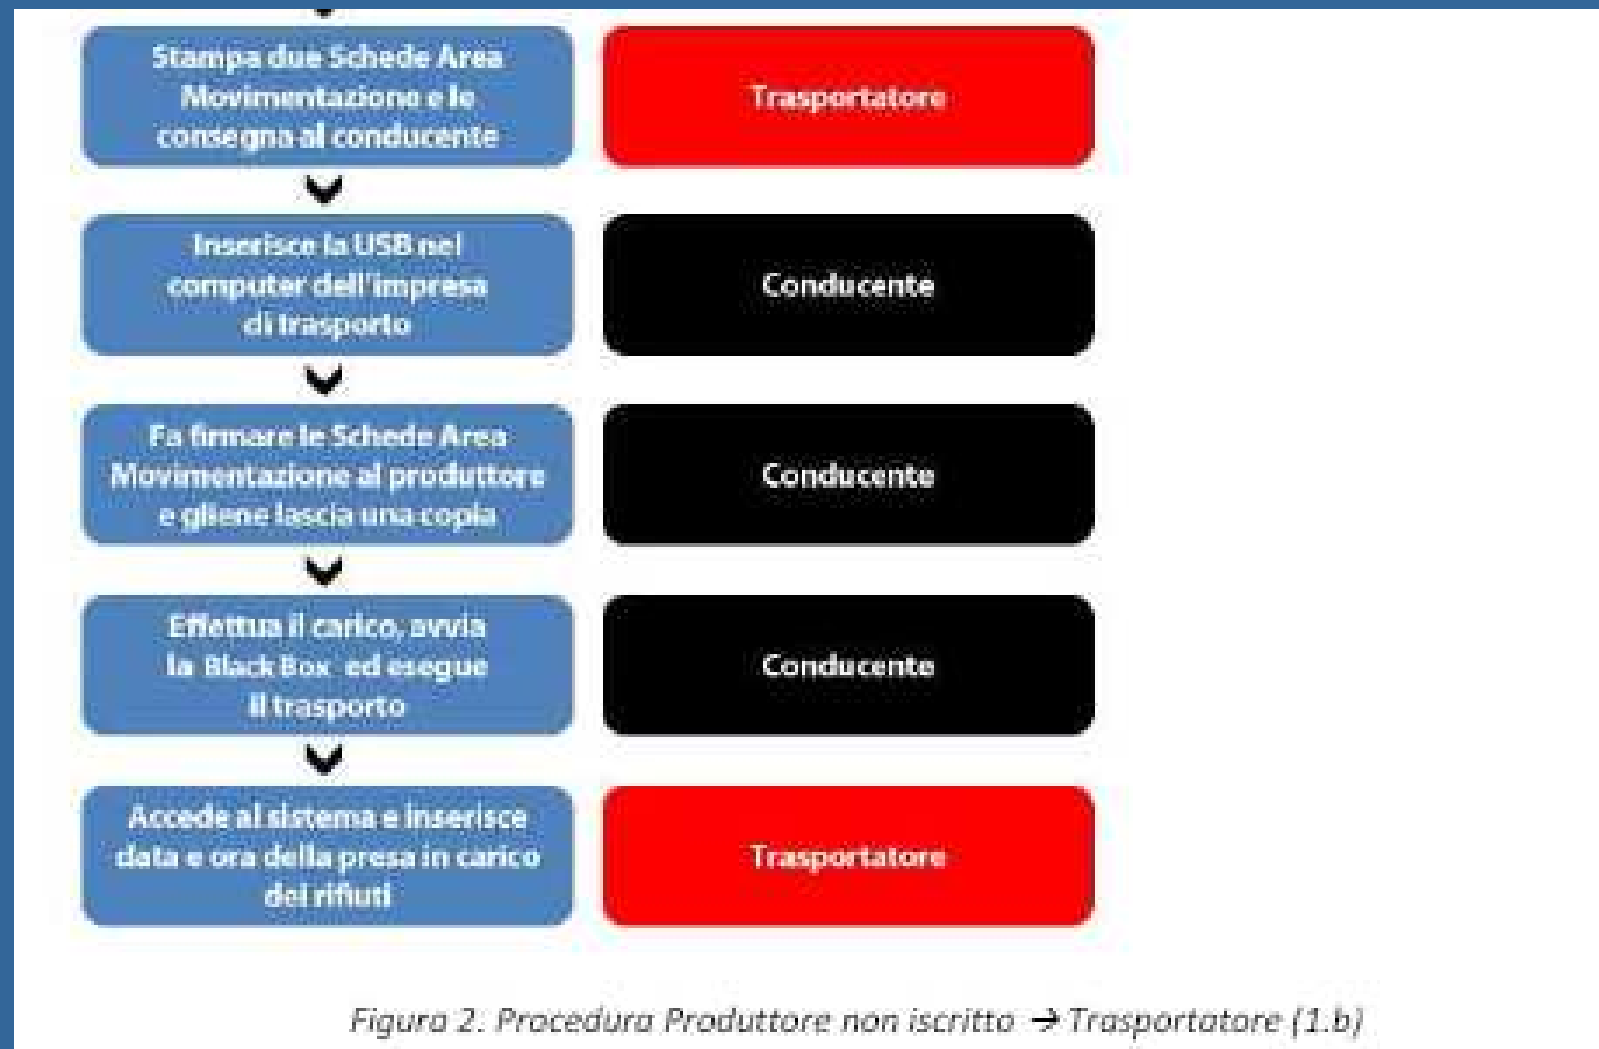 Stampa due Schede Area
Movimentazione e le
consegna al conducente
Trasportatore
Inserisce la USB nel
computer dell'impresa
di trasporto
Conducente
Fa firmare le Schede Area
Movimentazione al produttore
e gliene lascia una copia
Conducente
Effettua il carico, avvia
la Black Box ed esegue
il trasporto
Conducente
Accede al sistema e inserisce
data e ora della presa in carico
dei rifiuti
Trasportatore
Figura 2. Procedura Produttore non iscritto → Trasportatore (1.b)